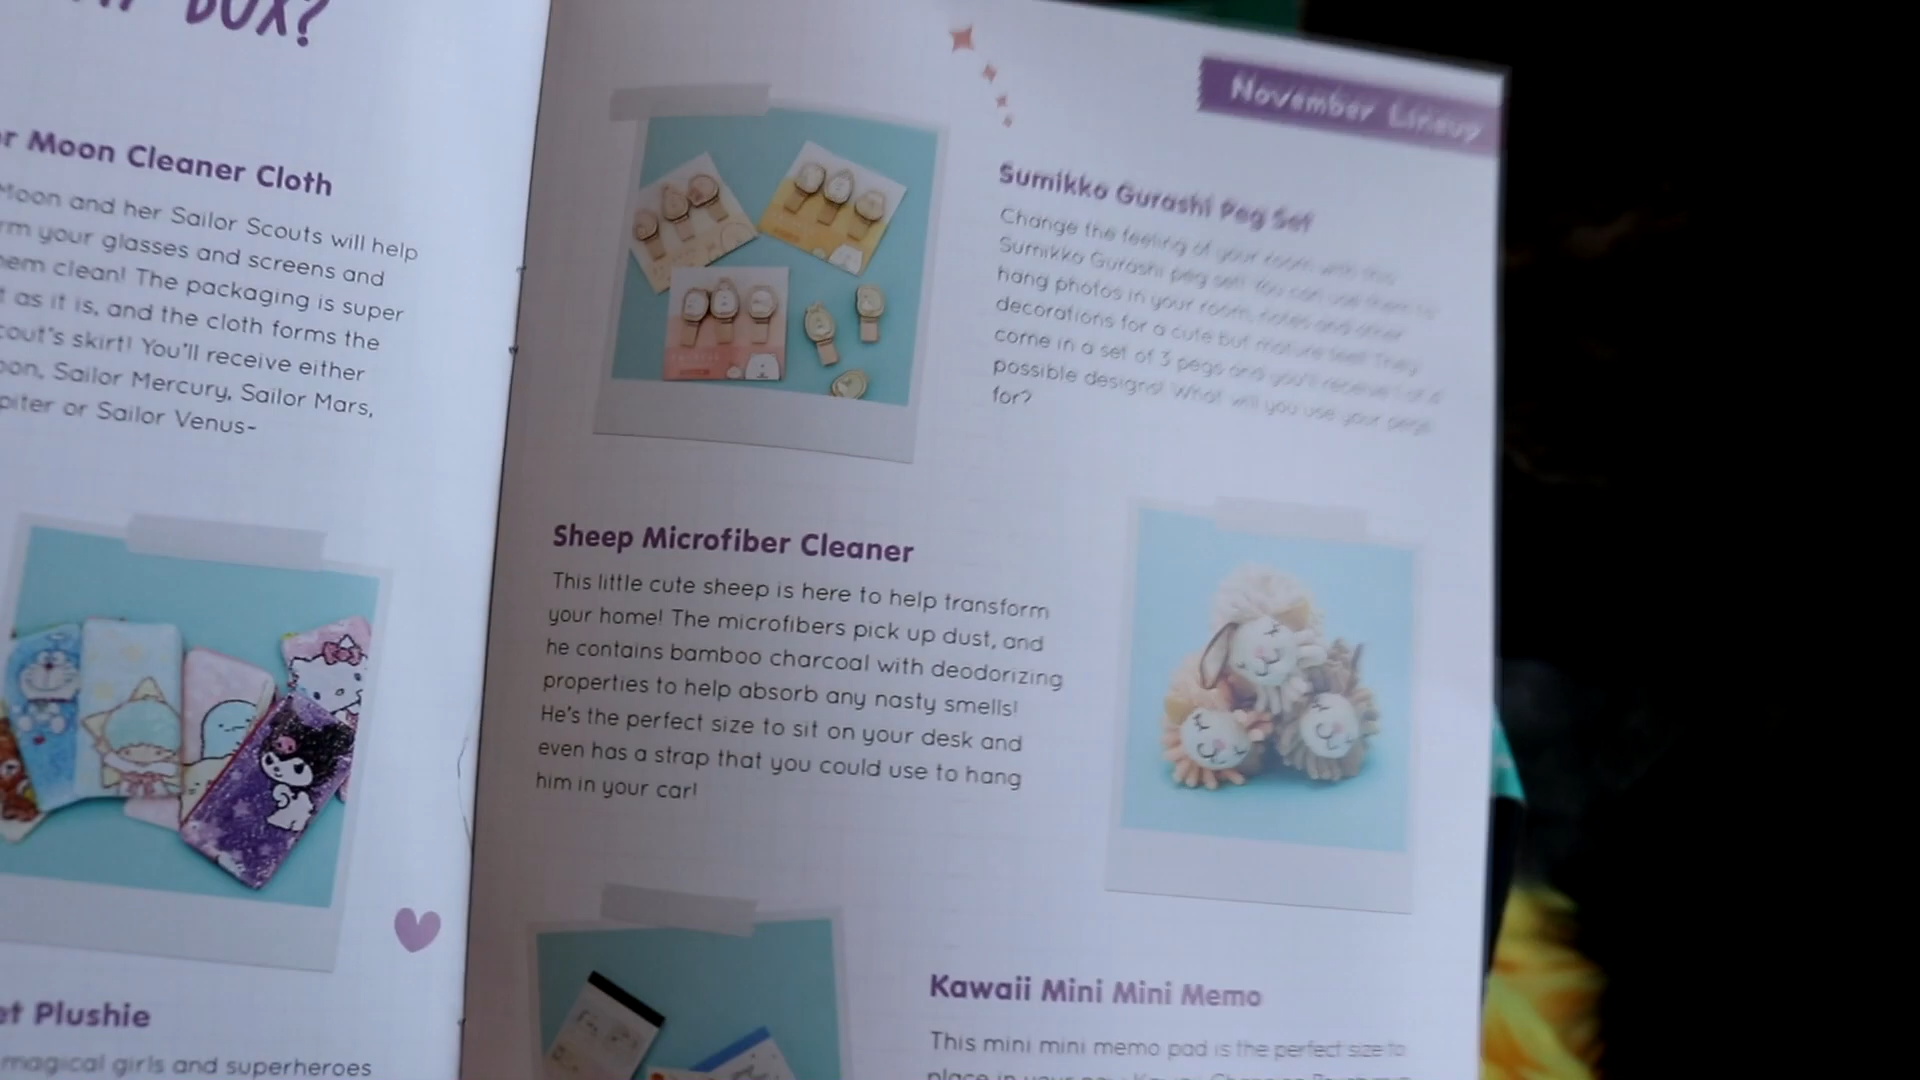 BOX?
r Moon Cleaner Cloth
Moon and her Sailor Scouts will help
rm your glasses and screens and
hem clean! The packaging is super
t as it is, and the cloth forms the
cout's skirt! You'll receive either
oon, Sailor Mercury, Sailor Mars,
piter or Sailor Venus-
et Plushie
magical girls and superheroes
November Lineup
Sumikko Gurashi Peg Set
Change the feeling of your room with this
Sumikko Gurashi peg set! You can use them to
hang photos in your room, notes and other
decorations for a cute but mature feel! They
come in a set of 3 pegs and you'll receive 1 of
possible designs! What will you use your pegs
for?
Sheep Microfiber Cleaner
This little cute sheep is here to help transform
your home! The microfibers pick up dust, and
he contains bamboo charcoal with deodorizing
properties to help absorb any nasty smells!
He's the perfect size to sit on your desk and
even has a strap that you could use to hang
him in your car!
Kawaii Mini Mini Memo
This mini mini memo pad is the perfect size to
place in your new Kawaii